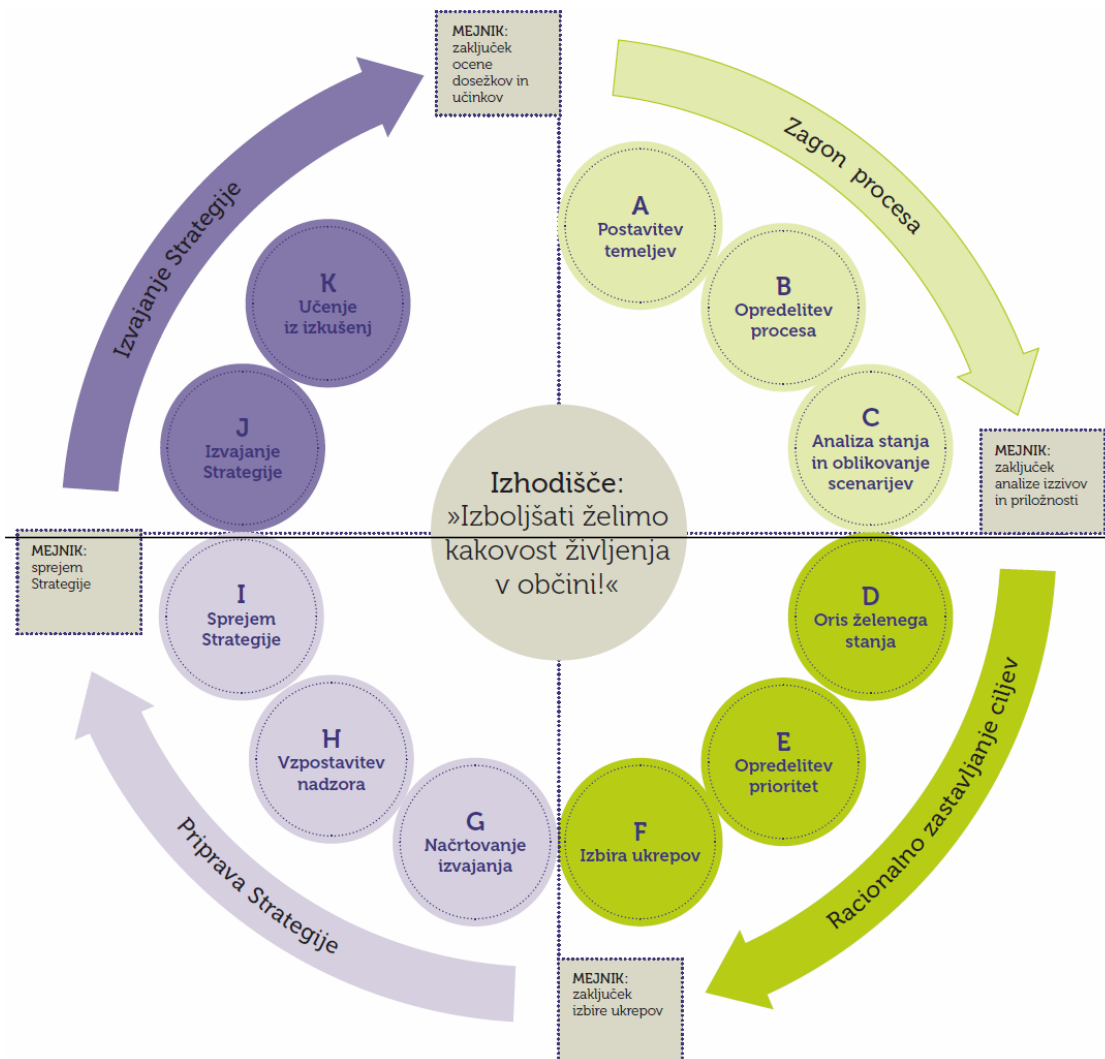 MEJNIK:
zaključek
ocene
dosežkov in
učinkov
Zagon procesa
A
Postavitev
temeljev
B
Opredelitev
procesa
C
Analiza stanja
in oblikovanje
scenarijev
MEJNIK:
zaključek
analize izzivov
in priložnosti
Izhodišče:
»Izboljšati želimo
kakovost življenja
v občini!«
D
Oris želenega
stanja
E
Opredelitev
prioritet
F
Izbira ukrepov
Racionalno zastavljanje ciljev
MEJNIK:
zaključek
izbire ukrepov
G
Načrtovanje
izvajanja
H
Vzpostavitev
nadzora
I
Sprejem
Strategije
Priprava Strategije
MEJNIK:
sprejem
Strategije
J
Izvajanje
Strategije
K
Učenje
iz izkušenj
Izvajanje Strategije